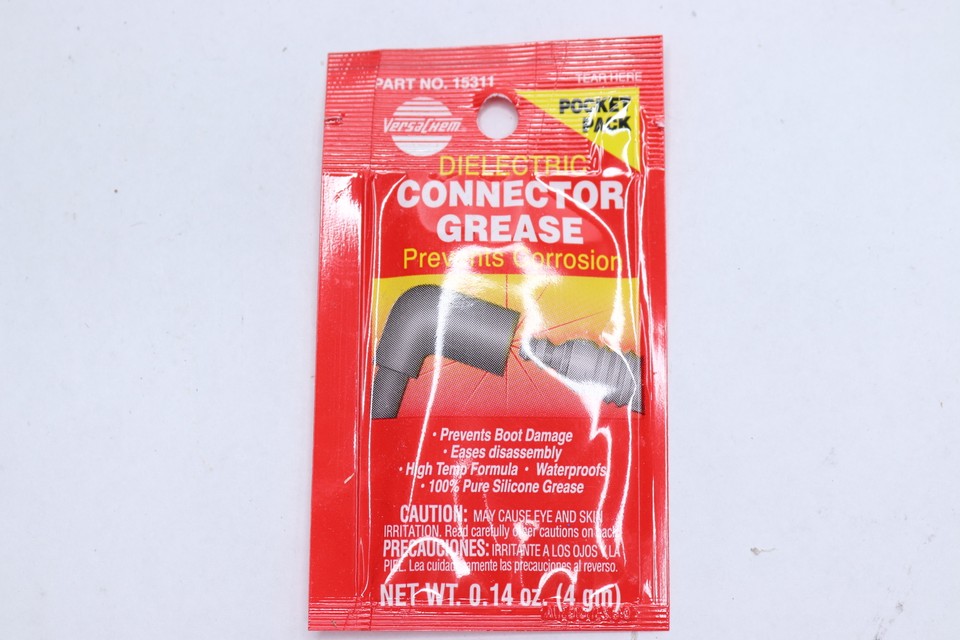 PART NO. 15311
TEAR HERE
VERSACHEM
POCKET
PACK
DIELECTRIC
CONNECTOR
GREASE
Prevents Corrosion
• Prevents Boot Damage
• Eases disassembly
• High Temp Formula • Waterproofs
• 100% Pure Silicone Grease
CAUTION: MAY CAUSE EYE AND SKIN
IRRITATION. Read carefully other cautions on back.
PRECAUCIONES: IRRITANTE A LOS OJOS Y LA
PIEL. Lea cuidadosamente las precauciones al reverso.
NET WT. 0.14 oz. (4 gm)